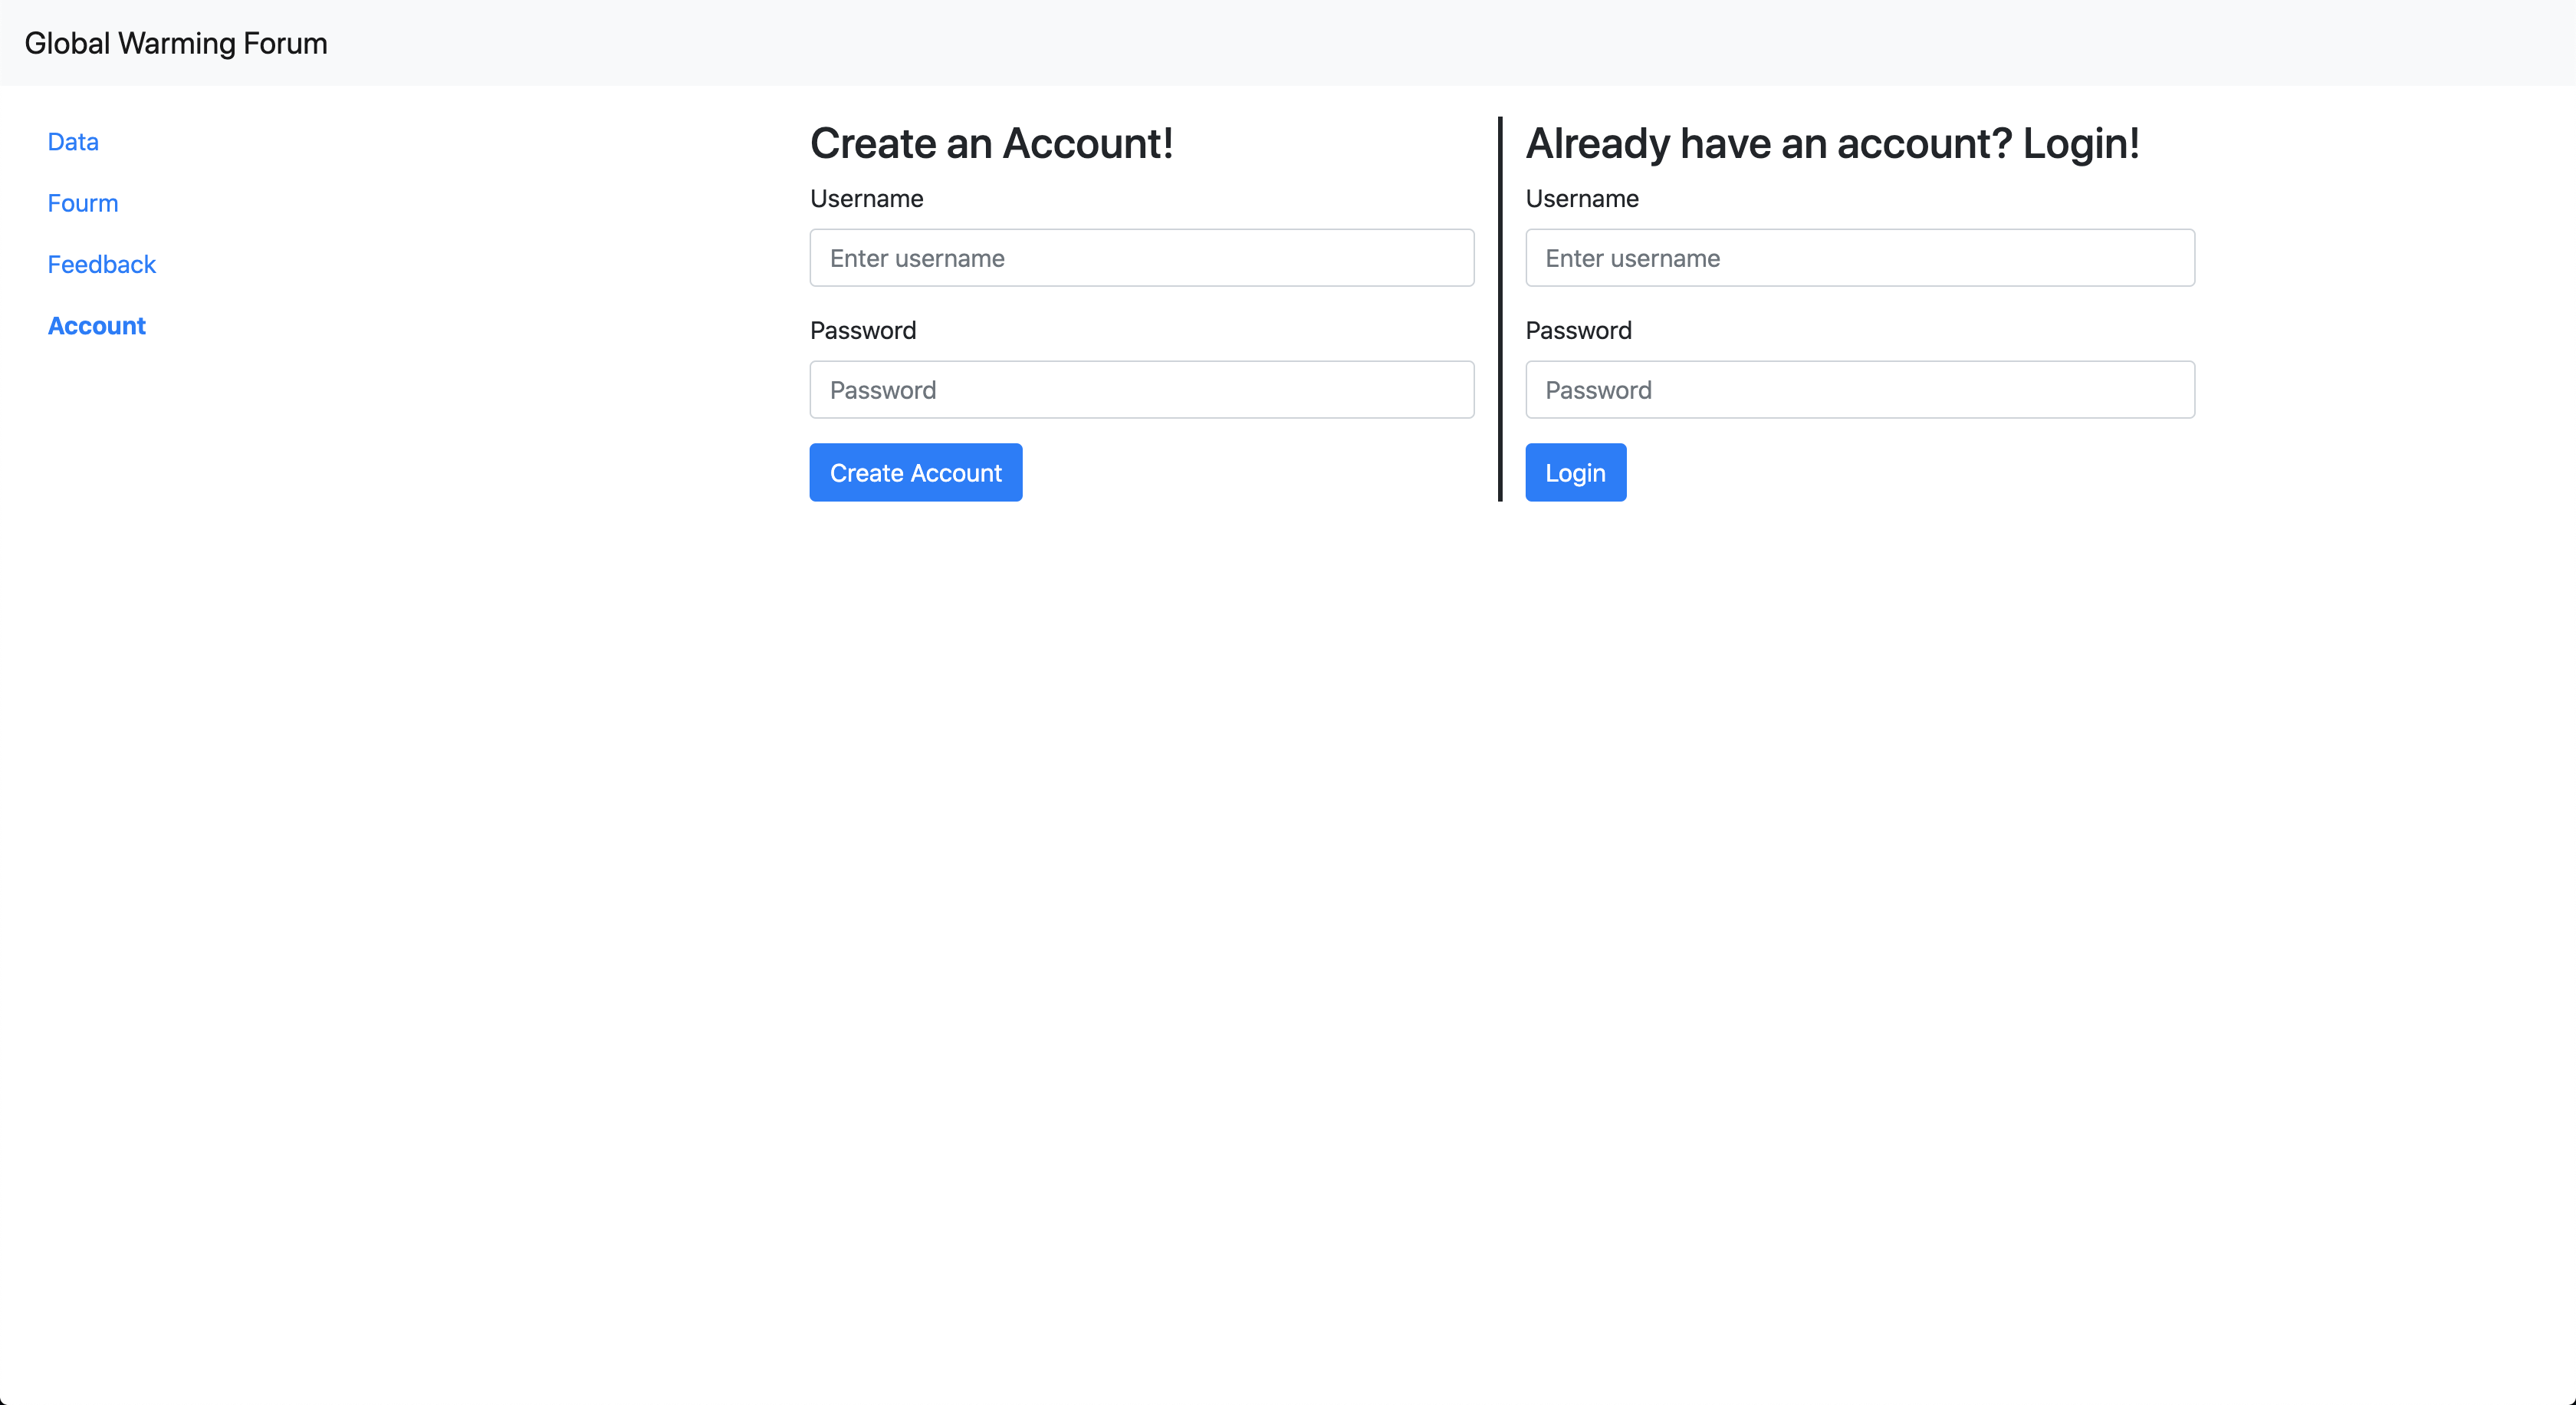 Global Warming Forum
Data
Fourm
Feedback
Account
Create an Account!
Username
Enter username
Password
Password
Create Account
Already have an account? Login!
Username
Enter username
Password
Password
Login